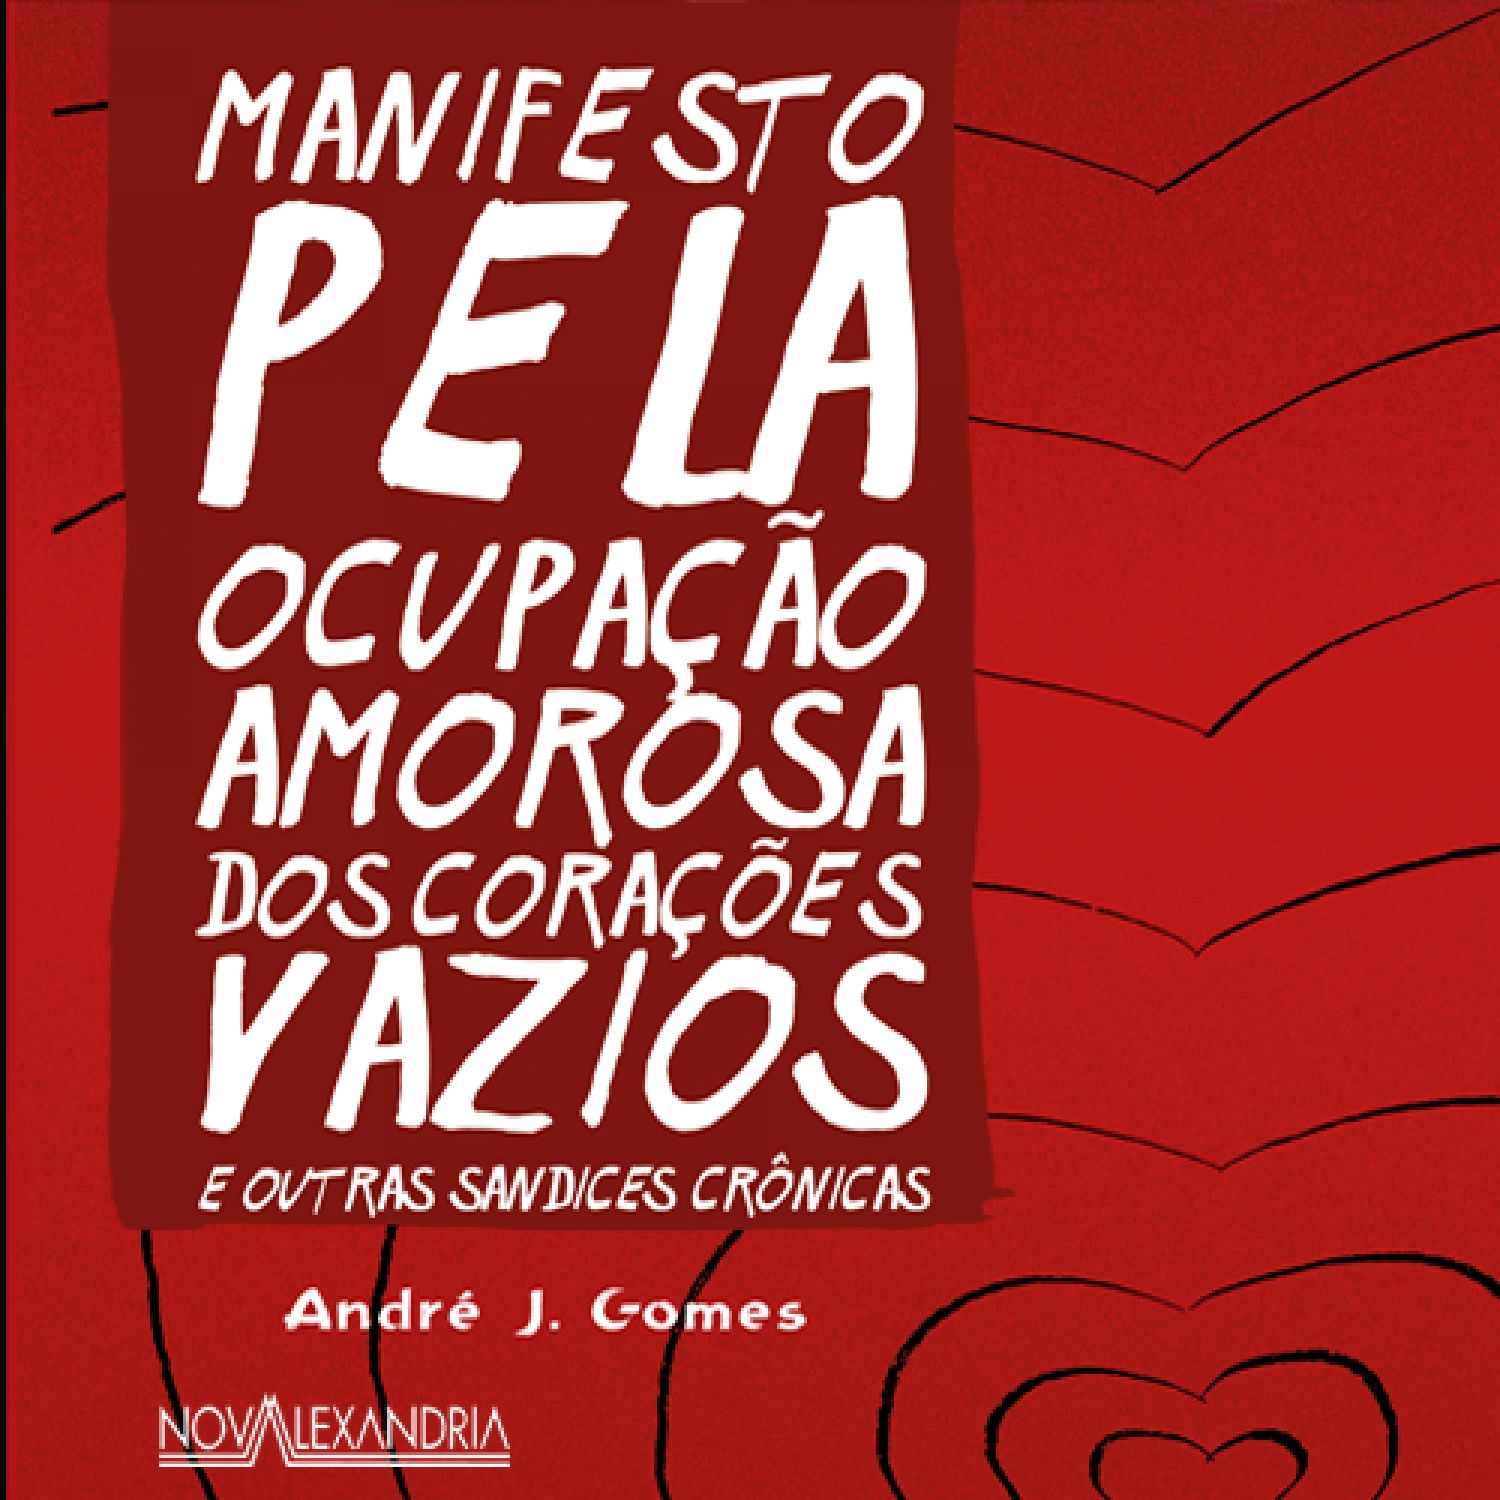 MANIFESTO
PELA
OCUPAÇÃO
AMOROSA
DOS CORAÇÕES
VAZIOS
E OUTRAS SANDICES CRÔNICAS
André J. Gomes
NOVALEXANDRIA